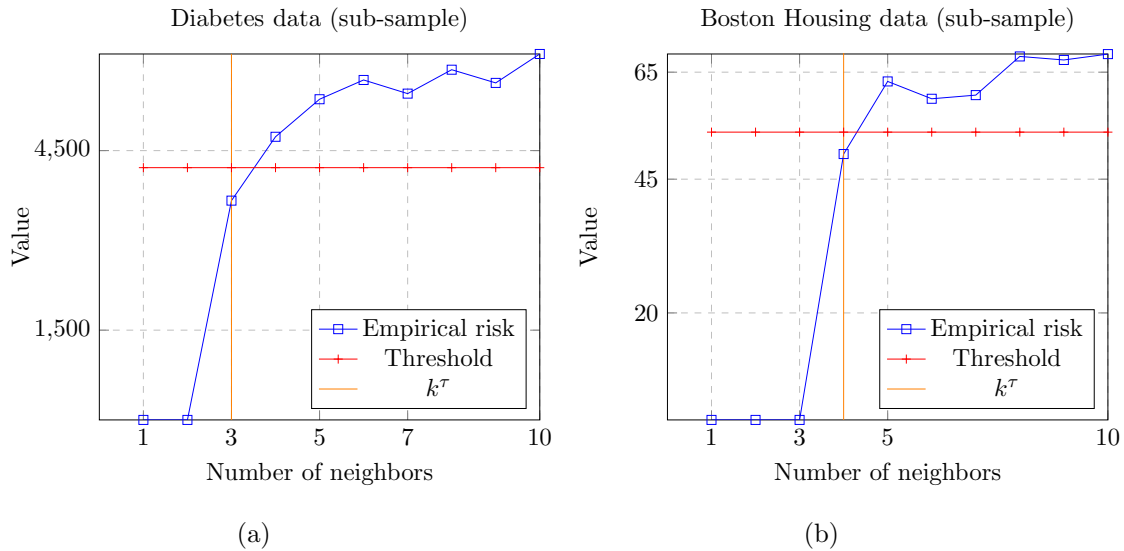 Diabetes data (sub-sample)
Value
4,500
1,500
1 3 5 7 10
Number of neighbors
Empirical risk
Threshold
k^τ
(a)
Boston Housing data (sub-sample)
Value
65
45
20
1 3 5 10
Number of neighbors
Empirical risk
Threshold
k^τ
(b)